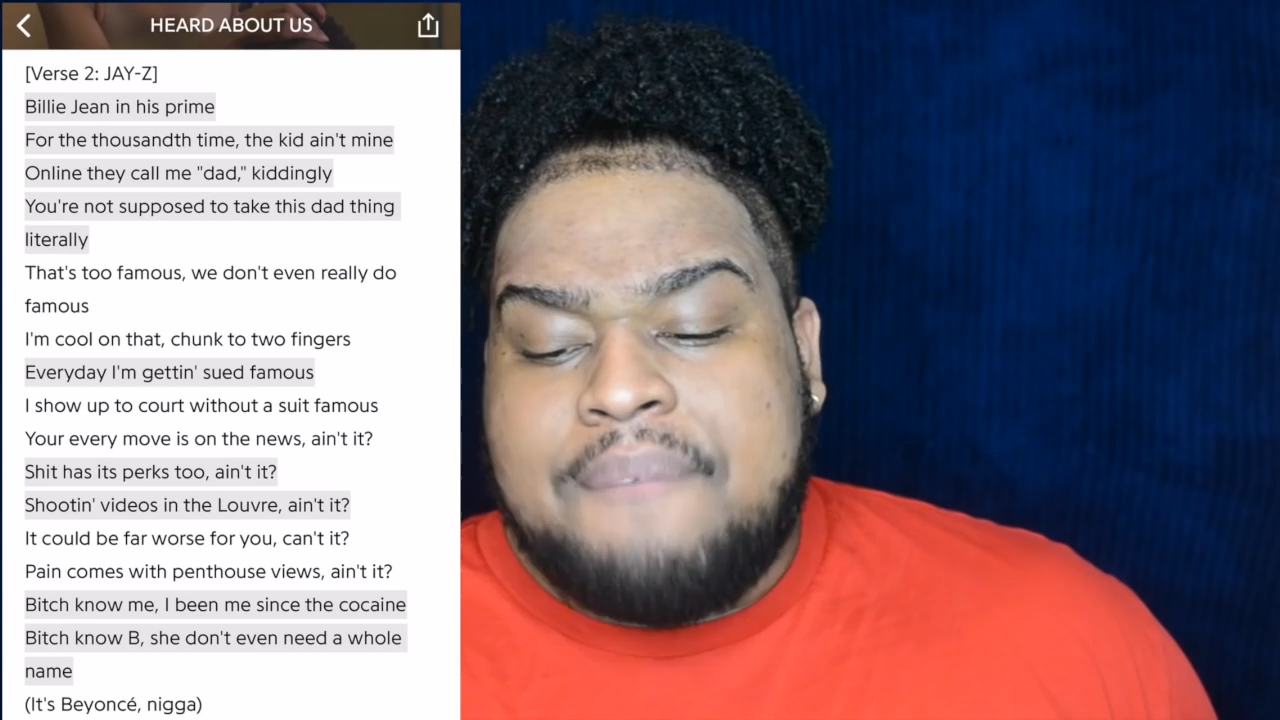 HEARD ABOUT US
[Verse 2: JAY-Z]
Billie Jean in his prime
For the thousandth time, the kid ain't mine
Online they call me "dad," kiddingly
You're not supposed to take this dad thing
literally
That's too famous, we don't even really do
famous
I'm cool on that, chunk to two fingers
Everyday I'm gettin' sued famous
I show up to court without a suit famous
Your every move is on the news, ain't it?
Shit has its perks too, ain't it?
Shootin' videos in the Louvre, ain't it?
It could be far worse for you, can't it?
Pain comes with penthouse views, ain't it?
Bitch know me, I been me since the cocaine
Bitch know B, she don't even need a whole
name
(It's Beyoncé, nigga)